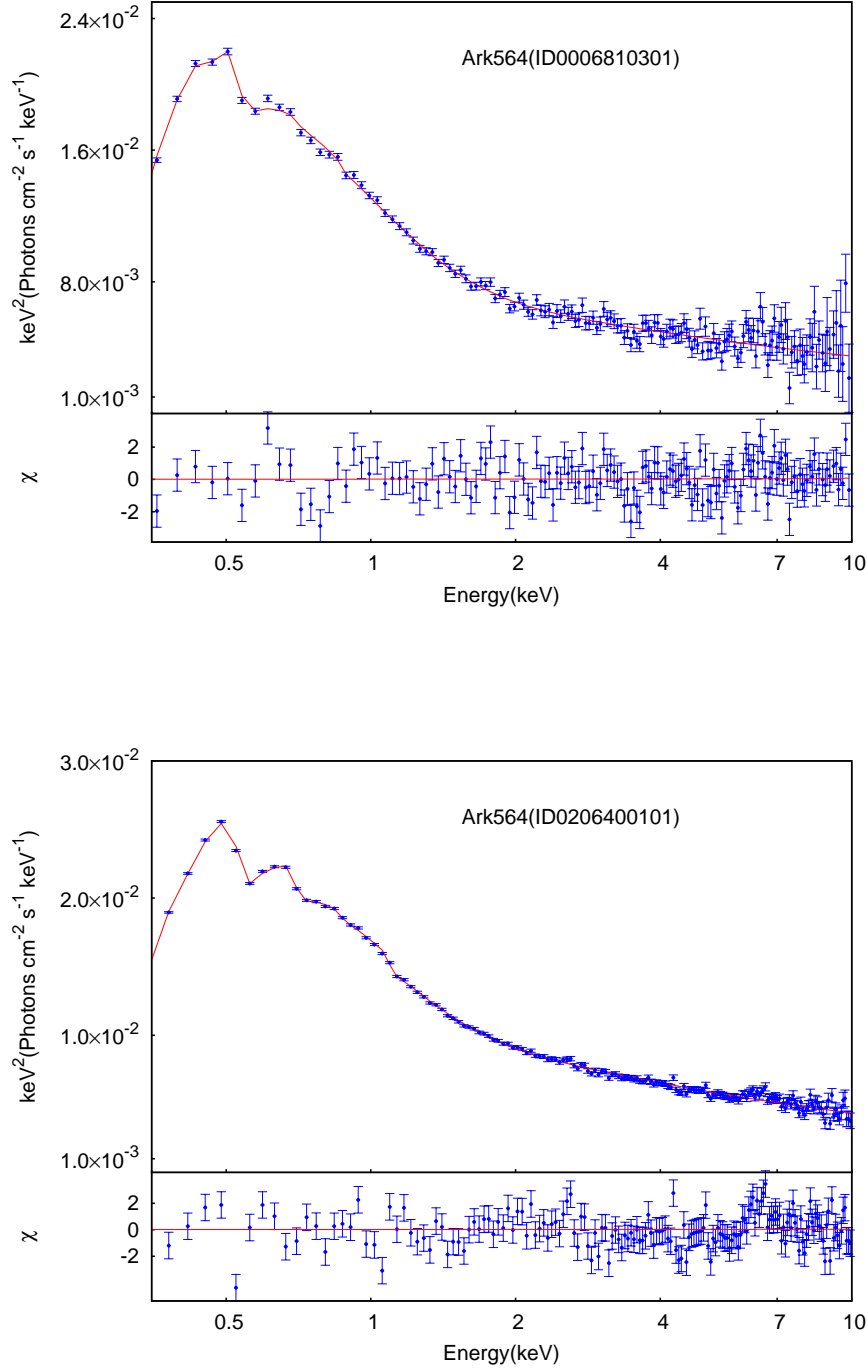 2.4×10⁻²
1.6×10⁻²
8.0×10⁻³
1.0×10⁻³
keV²(Photons cm⁻² s⁻¹ keV⁻¹)
Ark564(ID0006810301)
2
0
-2
χ
0.5 1 2 4 7 10
Energy(keV)
3.0×10⁻²
2.0×10⁻²
1.0×10⁻²
1.0×10⁻³
keV²(Photons cm⁻² s⁻¹ keV⁻¹)
Ark564(ID0206400101)
2
0
-2
χ
0.5 1 2 4 7 10
Energy(keV)